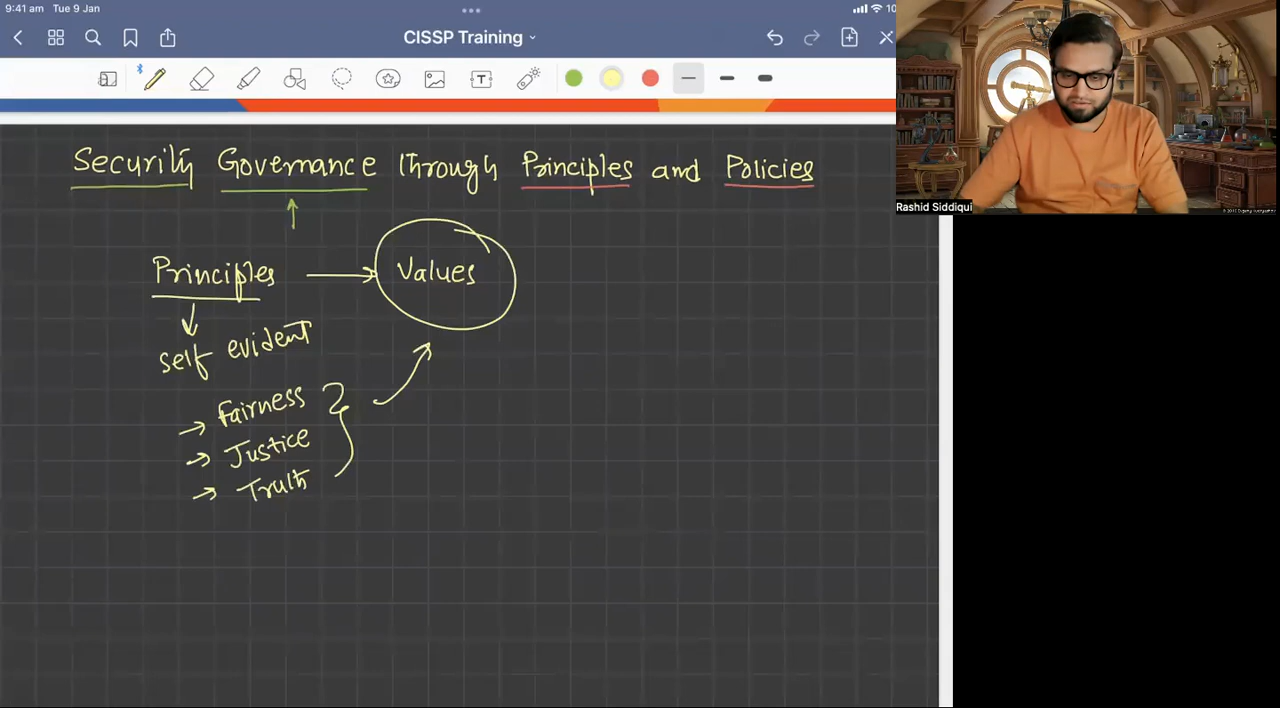 9:41 am Tue 9 Jan
10
CISSP Training
T
Security Governance through Principles and Policies
Principles → Values
Self evident
→ Fairness
→ Justice
→ Truth
Rashid Siddiqui